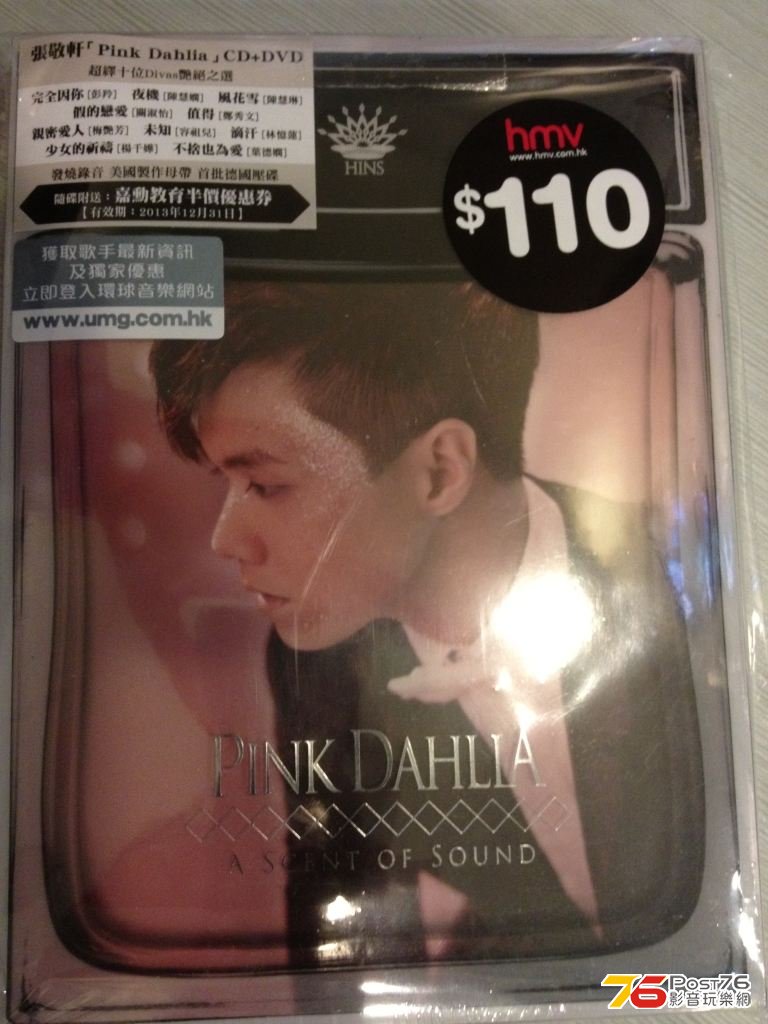 張敬軒「Pink Dahlia」CD+DVD
超繹十位Divas艷絕之選
完全因你 [彭羚] 夜機 [陳慧嫻] 風花雪 [陳慧琳]
假的戀愛 [關淑怡] 值得 [鄭秀文]
親密愛人 [梅艷芳] 未知 [容祖兒] 滴汗 [林憶蓮]
少女的祈禱 [楊千嬅] 不捨也為愛 [葉德嫻]
發燒錄音 美國製作母帶 首批德國壓碟
隨碟附送：嘉勳教育半價優惠券
【有效期：2013年12月31日】
獲取歌手最新資訊
及獨家優惠
立即登入環球音樂網站
www.umg.com.hk
HINS
hmv
www.hmv.com.hk
$110
PINK DAHLIA
A SCENT OF SOUND
76 POST76
影音玩樂網